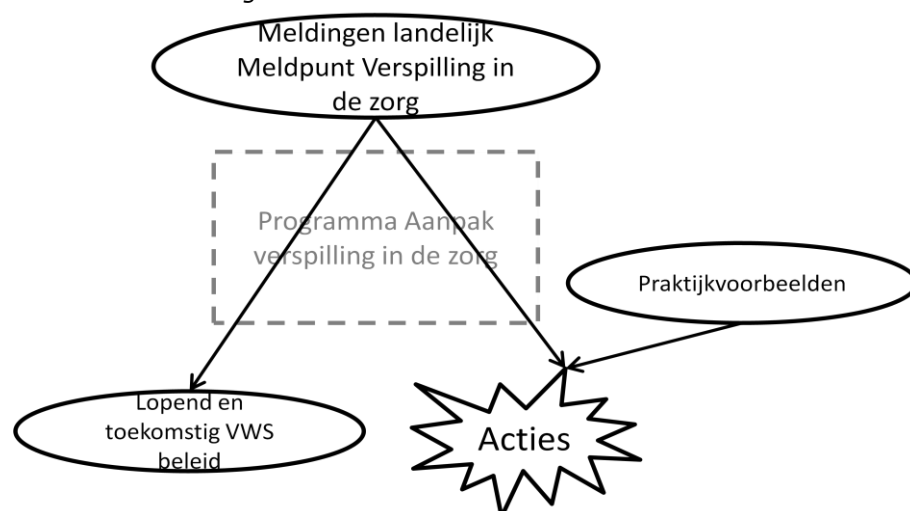 Meldingen landelijk
Meldpunt Verspilling in
de zorg
Programma Aanpak
verspilling in de zorg
Praktijkvoorbeelden
Lopend en
toekomstig VWS
beleid
Acties